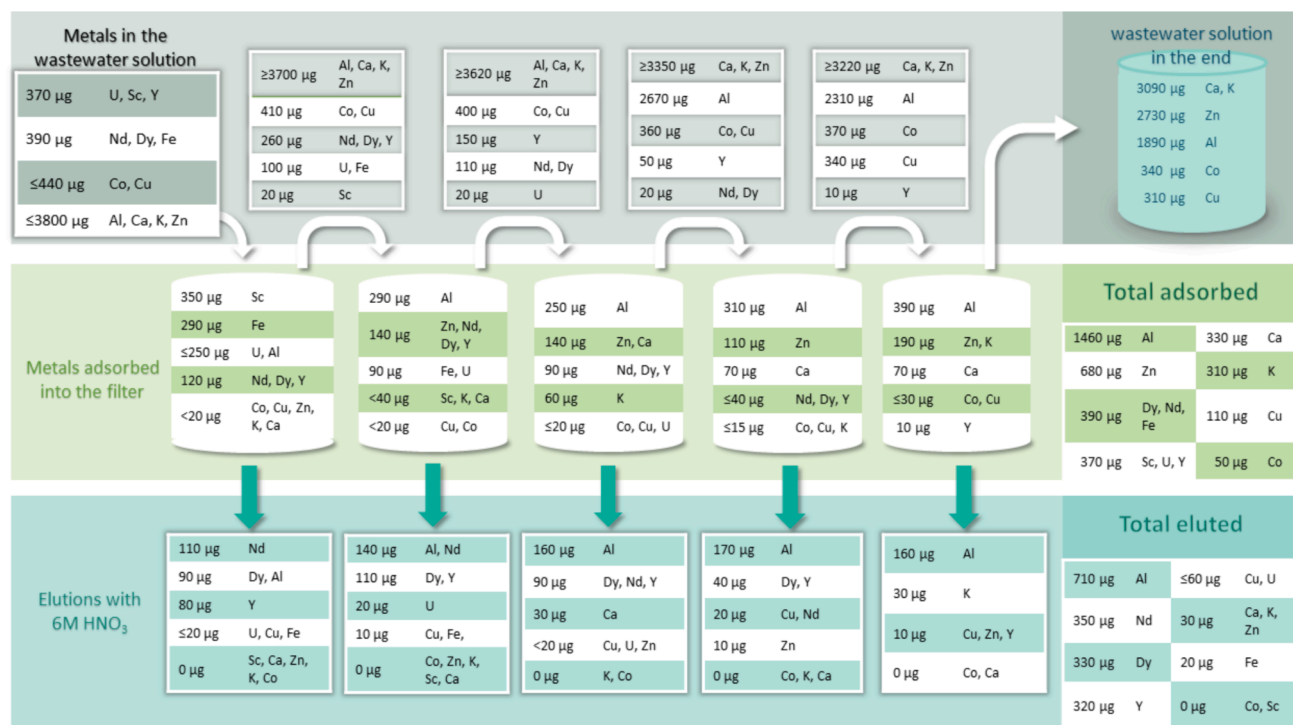 Metals in the
wastewater solution
370 µg U, Sc, Y
390 µg Nd, Dy, Fe
≤440 µg Co, Cu
≤3800 µg Al, Ca, K, Zn
≥3700 µg Al, Ca, K,
Zn
410 µg Co, Cu
260 µg Nd, Dy, Y
100 µg U, Fe
20 µg Sc
≥3620 µg Al, Ca, K,
Zn
400 µg Co, Cu
150 µg Y
110 µg Nd, Dy
20 µg U
≥3350 µg Ca, K, Zn
2670 µg Al
360 µg Co, Cu
50 µg Y
20 µg Nd, Dy
≥3220 µg Ca, K, Zn
2310 µg Al
370 µg Co
340 µg Cu
10 µg Y
wastewater solution
in the end
3090 µg Ca, K
2730 µg Zn
1890 µg Al
340 µg Co
310 µg Cu
Metals adsorbed
into the filter
350 µg Sc
290 µg Fe
≤250 µg U, Al
120 µg Nd, Dy, Y
<20 µg Co, Cu, Zn,
K, Ca
290 µg Al
140 µg Zn, Nd,
Dy, Y
90 µg Fe, U
<40 µg Sc, K, Ca
<20 µg Cu, Co
250 µg Al
140 µg Zn, Ca
90 µg Nd, Dy, Y
60 µg K
≤20 µg Co, Cu, U
310 µg Al
110 µg Zn
70 µg Ca
≤40 µg Nd, Dy, Y
≤15 µg Co, Cu, K
390 µg Al
190 µg Zn, K
70 µg Ca
≤30 µg Co, Cu
10 µg Y
Total adsorbed
1460 µg Al 330 µg Ca
680 µg Zn 310 µg K
390 µg Dy, Nd,
Fe 110 µg Cu
370 µg Sc, U, Y 50 µg Co
Elutions with
6M HNO₃
110 µg Nd
90 µg Dy, Al
80 µg Y
≤20 µg U, Cu, Fe
0 µg Sc, Ca, Zn,
K, Co
140 µg Al, Nd
110 µg Dy, Y
20 µg U
10 µg Cu, Fe,
0 µg Co, Zn, K,
Sc, Ca
160 µg Al
90 µg Dy, Nd, Y
30 µg Ca
<20 µg Cu, U, Zn
0 µg K, Co
170 µg Al
40 µg Dy, Y
20 µg Cu, Nd
10 µg Zn
0 µg Co, K, Ca
160 µg Al
30 µg K
10 µg Cu, Zn, Y
0 µg Co, Ca
Total eluted
710 µg Al ≤60 µg Cu, U
350 µg Nd 30 µg Ca, K,
Zn
330 µg Dy 20 µg Fe
320 µg Y 0 µg Co, Sc